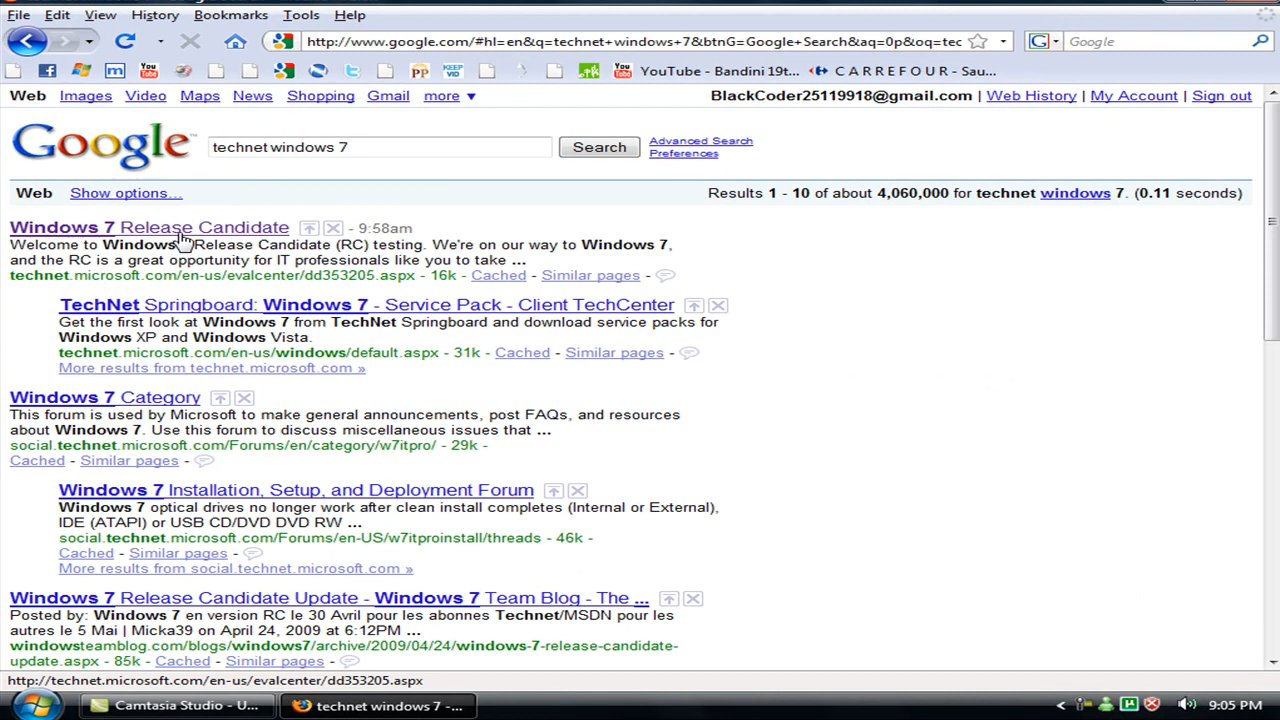 File Edit View History Bookmarks Tools Help
http://www.google.com/#hl=en&q=technet+windows+7&btnG=Google+Search&aq=0p&oq=tec
Google
YouTube - Bandini 19t... C A R R E F O U R - Sau...
Web Images Video Maps News Shopping Gmail more ▼ BlackCoder25119918@gmail.com | Web History | My Account | Sign out
Google technet windows 7 Search Advanced Search
Preferences
Web Show options... Results 1 - 10 of about 4,060,000 for technet windows 7. (0.11 seconds)
Windows 7 Release Candidate - 9:58am
Welcome to Windows Release Candidate (RC) testing. We're on our way to Windows 7,
and the RC is a great opportunity for IT professionals like you to take ...
technet.microsoft.com/en-us/evalcenter/dd353205.aspx - 16k - Cached - Similar pages -
TechNet Springboard: Windows 7 - Service Pack - Client TechCenter
Get the first look at Windows 7 from TechNet Springboard and download service packs for
Windows XP and Windows Vista.
technet.microsoft.com/en-us/windows/default.aspx - 31k - Cached - Similar pages -
More results from technet.microsoft.com »
Windows 7 Category
This forum is used by Microsoft to make general announcements, post FAQs, and resources
about Windows 7. Use this forum to discuss miscellaneous issues that ...
social.technet.microsoft.com/Forums/en/category/w7itpro/ - 29k -
Cached - Similar pages -
Windows 7 Installation, Setup, and Deployment Forum
Windows 7 optical drives no longer work after clean install completes (Internal or External),
IDE (ATAPI) or USB CD/DVD DVD RW ...
social.technet.microsoft.com/Forums/en-US/w7itproinstall/threads - 46k -
Cached - Similar pages -
More results from social.technet.microsoft.com »
Windows 7 Release Candidate Update - Windows 7 Team Blog - The ...
Posted by: Windows 7 en version RC le 30 Avril pour les abonnes Technet/MSDN pour les
autres le 5 Mai | Micka39 on April 24, 2009 at 6:12PM ...
windowsteamblog.com/blogs/windows7/archive/2009/04/24/windows-7-release-candidate-
update.aspx - 85k - Cached - Similar pages -
http://technet.microsoft.com/en-us/evalcenter/dd353205.aspx
Camtasia Studio - U... technet windows 7 -... 9:05 PM